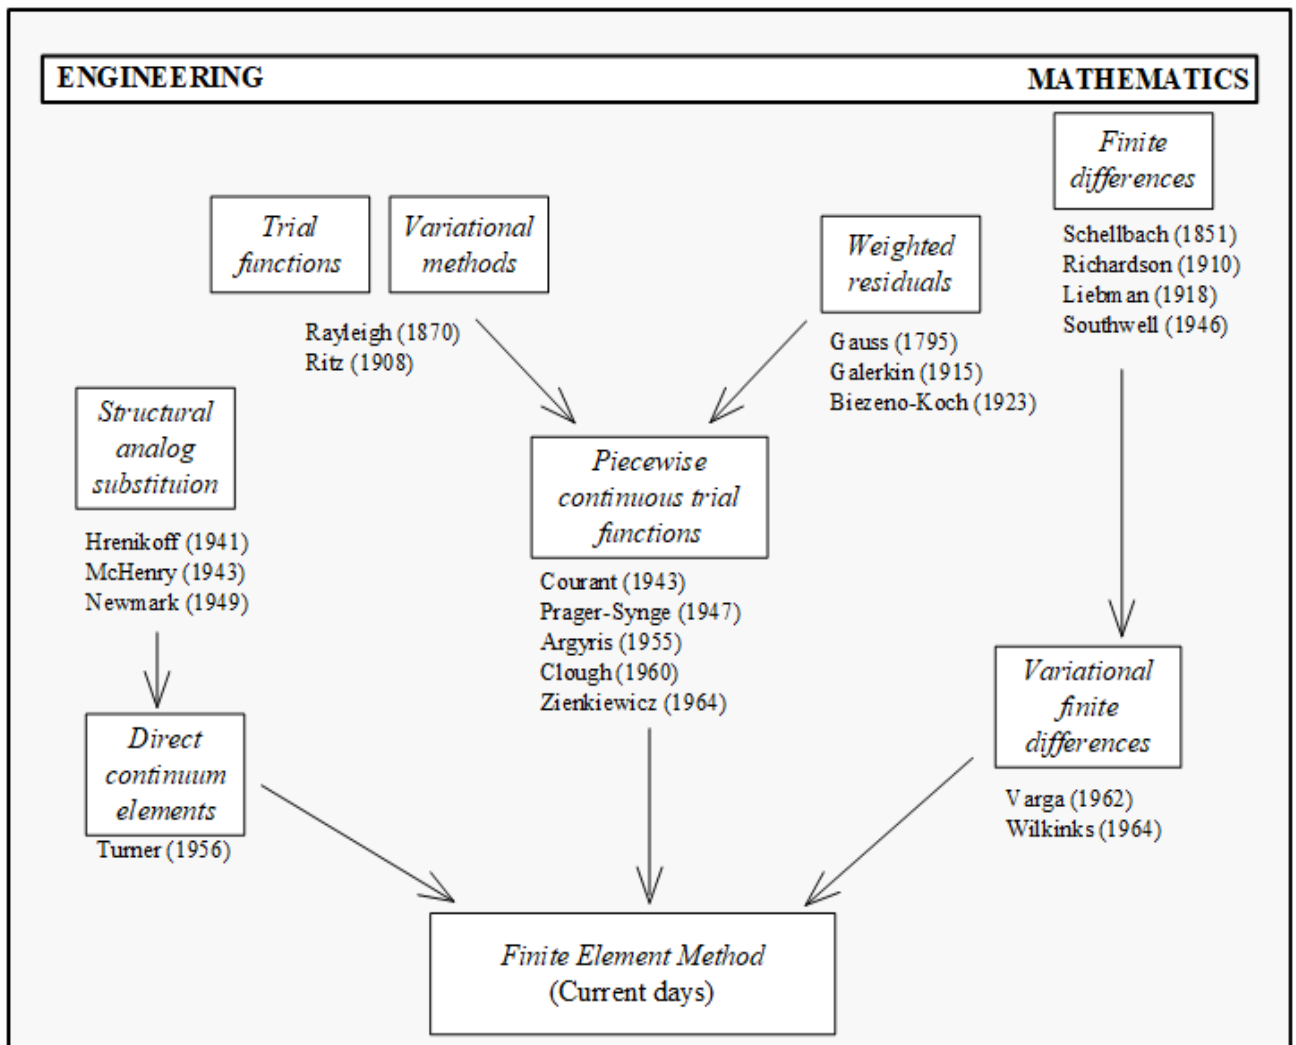 ENGINEERING
MATHEMATICS
Finite
differences
Schellbach (1851)
Richardson (1910)
Liebman (1918)
Southwell (1946)
Trial
functions
Variational
methods
Rayleigh (1870)
Ritz (1908)
Weighted
residuals
Gauss (1795)
Galerkin (1915)
Biezeno-Koch (1923)
Structural
analog
substituion
Hrenikoff (1941)
McHenry (1943)
Newmark (1949)
Piecewise
continuous trial
functions
Courant (1943)
Prager-Synge (1947)
Argyris (1955)
Clough (1960)
Zienkiewicz (1964)
Direct
continuum
elements
Turner (1956)
Variational
finite
differences
Varga (1962)
Wilkinks (1964)
Finite Element Method
(Current days)